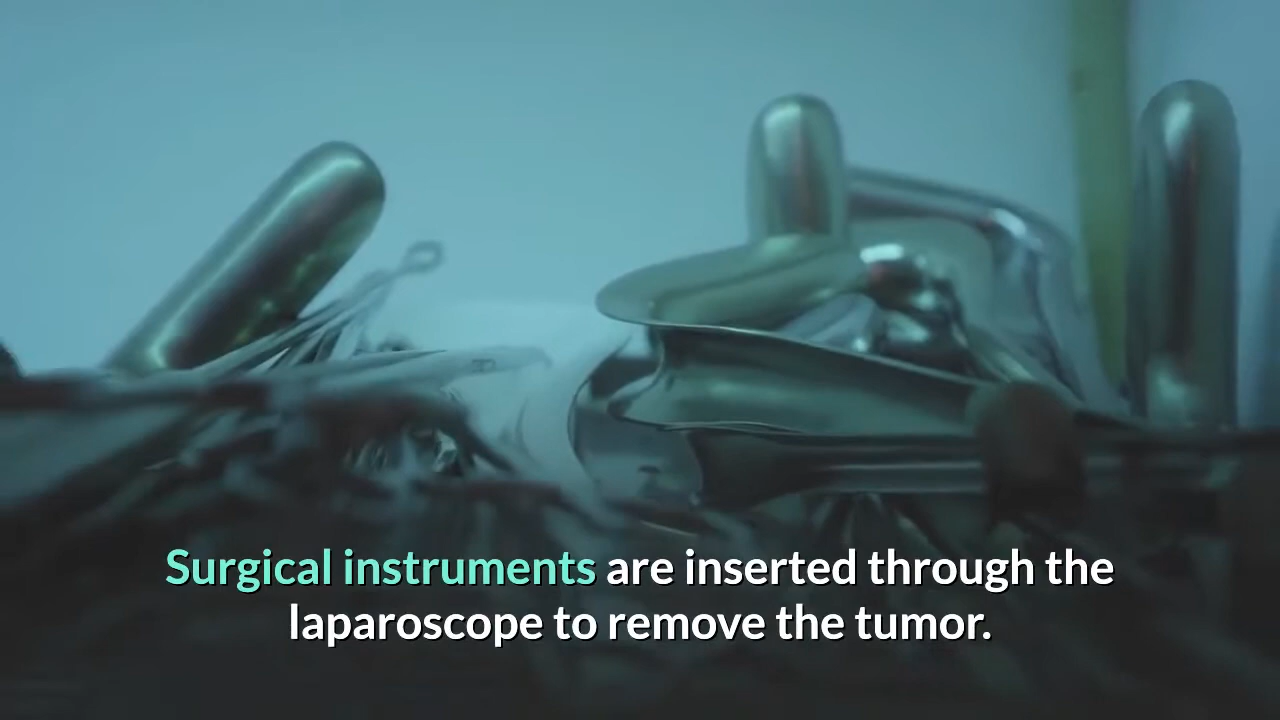 Surgical instruments are inserted through the
laparoscope to remove the tumor.